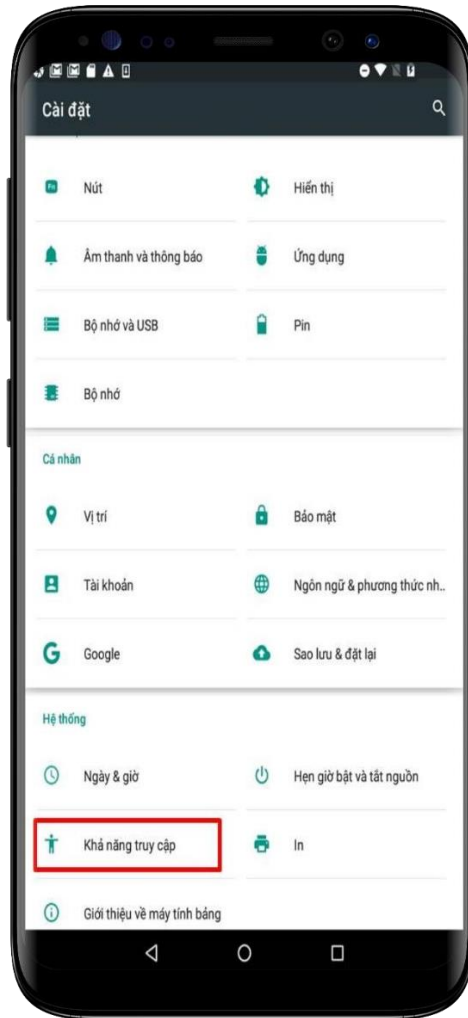 Cài đặt
Nút
Hiển thị
Âm thanh và thông báo
Ứng dụng
Bộ nhớ và USB
Pin
Bộ nhớ
Cá nhân
Vị trí
Bảo mật
Tài khoản
Ngôn ngữ & phương thức nh..
Google
Sao lưu & đặt lại
Hệ thống
Ngày & giờ
Hẹn giờ bật và tắt nguồn
Khả năng truy cập
In
Giới thiệu về máy tính bảng